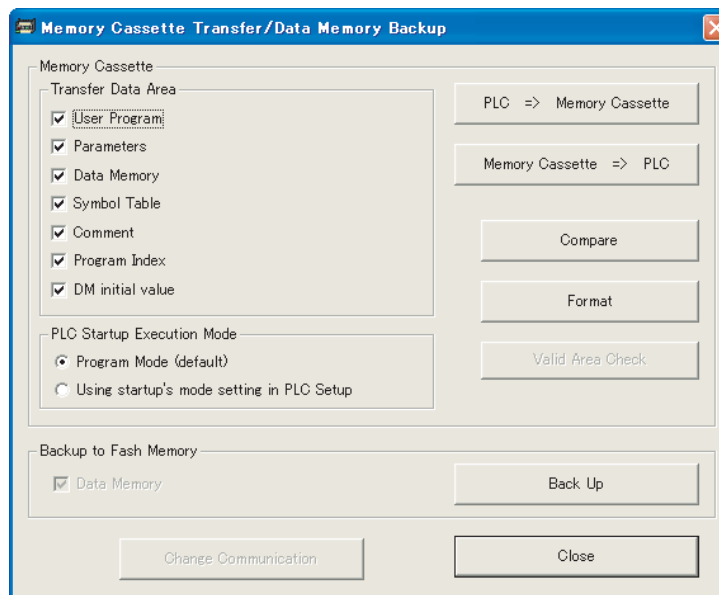 Memory Cassette Transfer/Data Memory Backup
Memory Cassette
Transfer Data Area
User Program
Parameters
Data Memory
Symbol Table
Comment
Program Index
DM initial value
PLC => Memory Cassette
Memory Cassette => PLC
Compare
Format
Valid Area Check
PLC Startup Execution Mode
Program Mode (default)
Using startup's mode setting in PLC Setup
Backup to Fash Memory
Data Memory
Back Up
Change Communication
Close